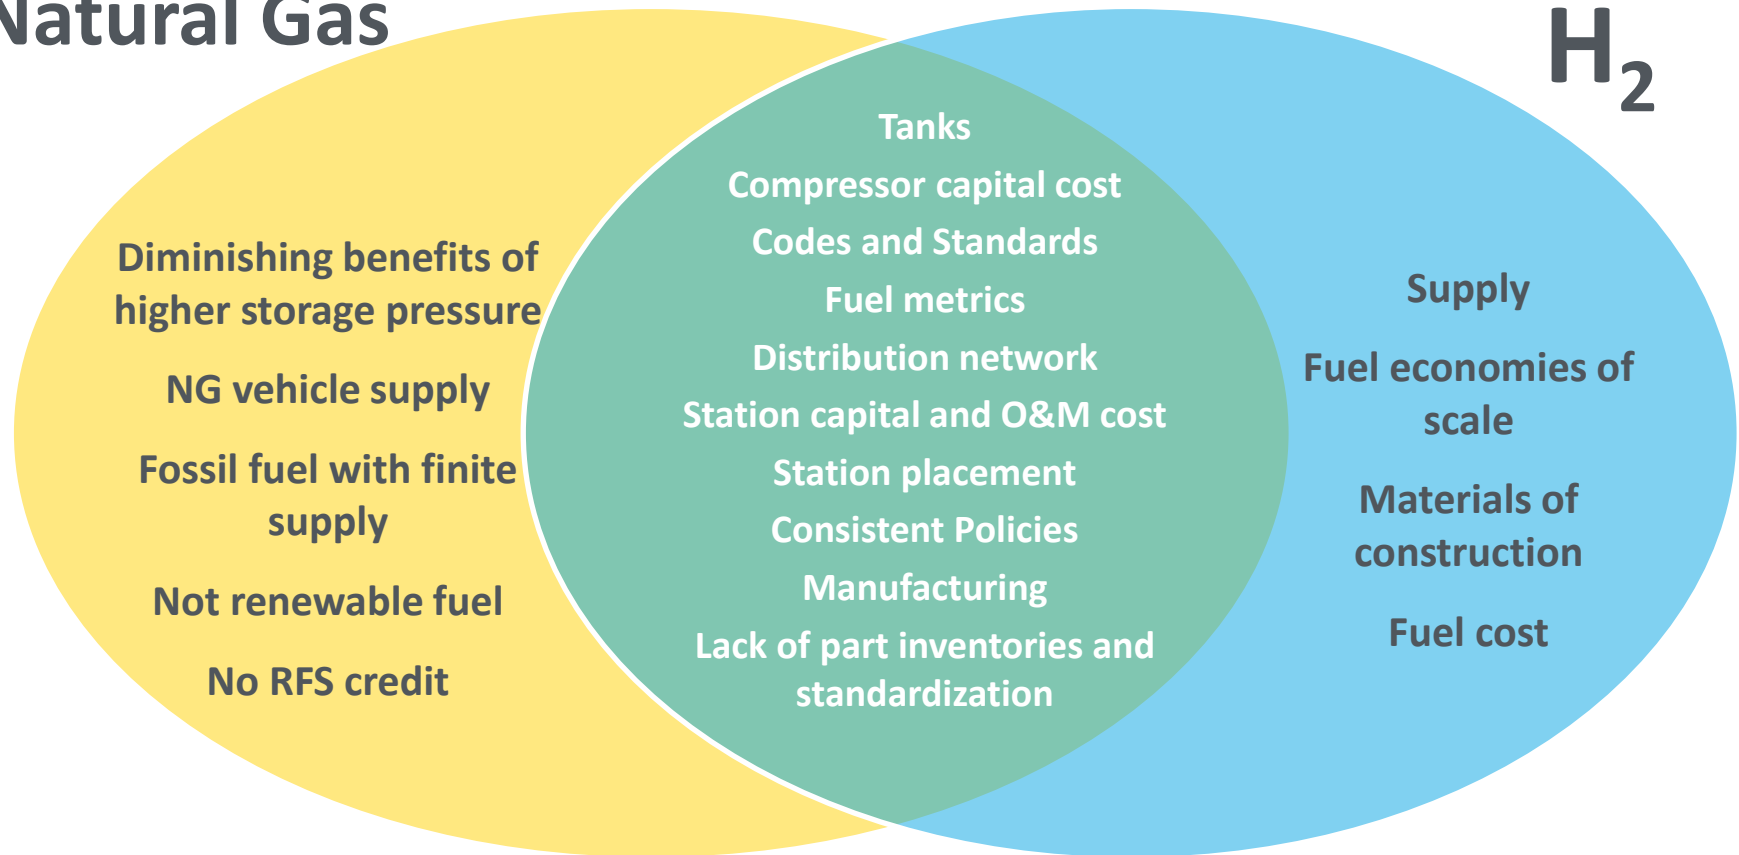 Natural Gas
H₂
Diminishing benefits of
higher storage pressure
NG vehicle supply
Fossil fuel with finite
supply
Not renewable fuel
No RFS credit
Tanks
Compressor capital cost
Codes and Standards
Fuel metrics
Distribution network
Station capital and O&M cost
Station placement
Consistent Policies
Manufacturing
Lack of part inventories and
standardization
Supply
Fuel economies of
scale
Materials of
construction
Fuel cost